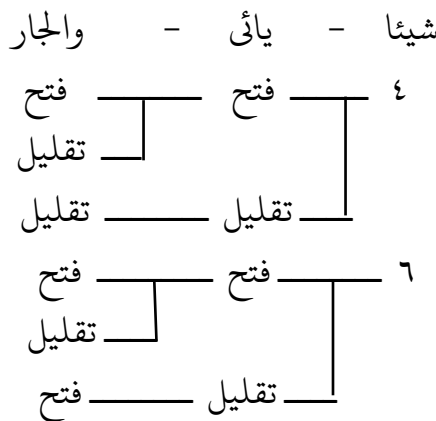 شيئا - يائى - والجار
٤ فتح فتح
تقليل
تقليل تقليل
٦ فتح فتح
تقليل
تقليل فتح